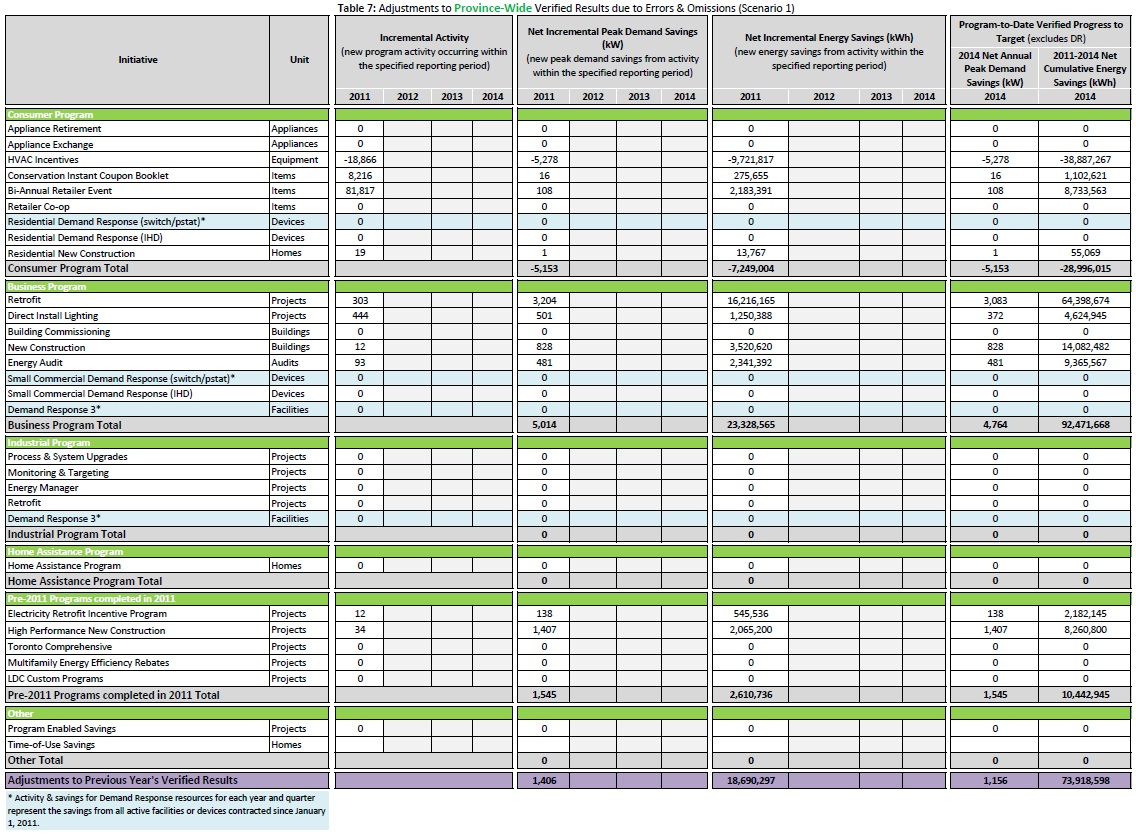 Table 7: Adjustments to Province-Wide Verified Results due to Errors & Omissions (Scenario 1)
Initiative Unit
Incremental Activity
(new program activity occurring within
the specified reporting period)
Net Incremental Peak Demand Savings
(kW)
(new peak demand savings from activity
within the specified reporting period)
Net Incremental Energy Savings (kWh)
(new energy savings from activity within the
specified reporting period)
Program-to-Date Verified Progress to
Target (excludes DR)
2014 Net Annual
Peak Demand
Savings (kW)
2011-2014 Net
Cumulative Energy
Savings (kWh)
2011 2012 2013 2014 2011 2012 2013 2014 2011 2012 2013 2014 2014 2014
Consumer Program
Appliance Retirement Appliances 0 0 0 0 0
Appliance Exchange Appliances 0 0 0 0 0
HVAC Incentives Equipment -18,866 -5,278 -9,721,817 -5,278 -38,887,267
Conservation Instant Coupon Booklet Items 8,216 16 275,655 16 1,102,621
Bi-Annual Retailer Event Items 81,817 108 2,183,391 108 8,733,563
Retailer Co-op Items 0 0 0 0 0
Residential Demand Response (switch/pstat)* Devices 0 0 0 0 0
Residential Demand Response (IHD) Devices 0 0 0 0 0
Residential New Construction Homes 19 1 13,767 1 55,069
Consumer Program Total -5,153 -7,249,004 -5,153 -28,996,015
Business Program
Retrofit Projects 303 3,204 16,216,165 3,083 64,398,674
Direct Install Lighting Projects 444 501 1,250,388 372 4,624,945
Building Commissioning Buildings 0 0 0 0 0
New Construction Buildings 12 828 3,520,620 828 14,082,482
Energy Audit Audits 93 481 2,341,392 481 9,365,567
Small Commercial Demand Response (switch/pstat)* Devices 0 0 0 0 0
Small Commercial Demand Response (IHD) Devices 0 0 0 0 0
Demand Response 3* Facilities 0 0 0 0 0
Business Program Total 5,014 23,328,565 4,764 92,471,668
Industrial Program
Process & System Upgrades Projects 0 0 0 0 0
Monitoring & Targeting Projects 0 0 0 0 0
Energy Manager Projects 0 0 0 0 0
Retrofit Projects 0 0 0 0 0
Demand Response 3* Facilities 0 0 0 0 0
Industrial Program Total 0 0 0 0
Home Assistance Program
Home Assistance Program Homes 0 0 0 0 0
Home Assistance Program Total 0 0 0 0
Pre-2011 Programs completed in 2011
Electricity Retrofit Incentive Program Projects 12 138 545,536 138 2,182,145
High Performance New Construction Projects 34 1,407 2,065,200 1,407 8,260,800
Toronto Comprehensive Projects 0 0 0 0 0
Multifamily Energy Efficiency Rebates Projects 0 0 0 0 0
LDC Custom Programs Projects 0 0 0 0 0
Pre-2011 Programs completed in 2011 Total 1,545 2,610,736 1,545 10,442,945
Other
Program Enabled Savings Projects 0 0 0 0 0
Time-of-Use Savings Homes
Other Total 0 0 0 0
Adjustments to Previous Year's Verified Results 1,406 18,690,297 1,156 73,918,598
* Activity & savings for Demand Response resources for each year and quarter
represent the savings from all active facilities or devices contracted since January
1, 2011.